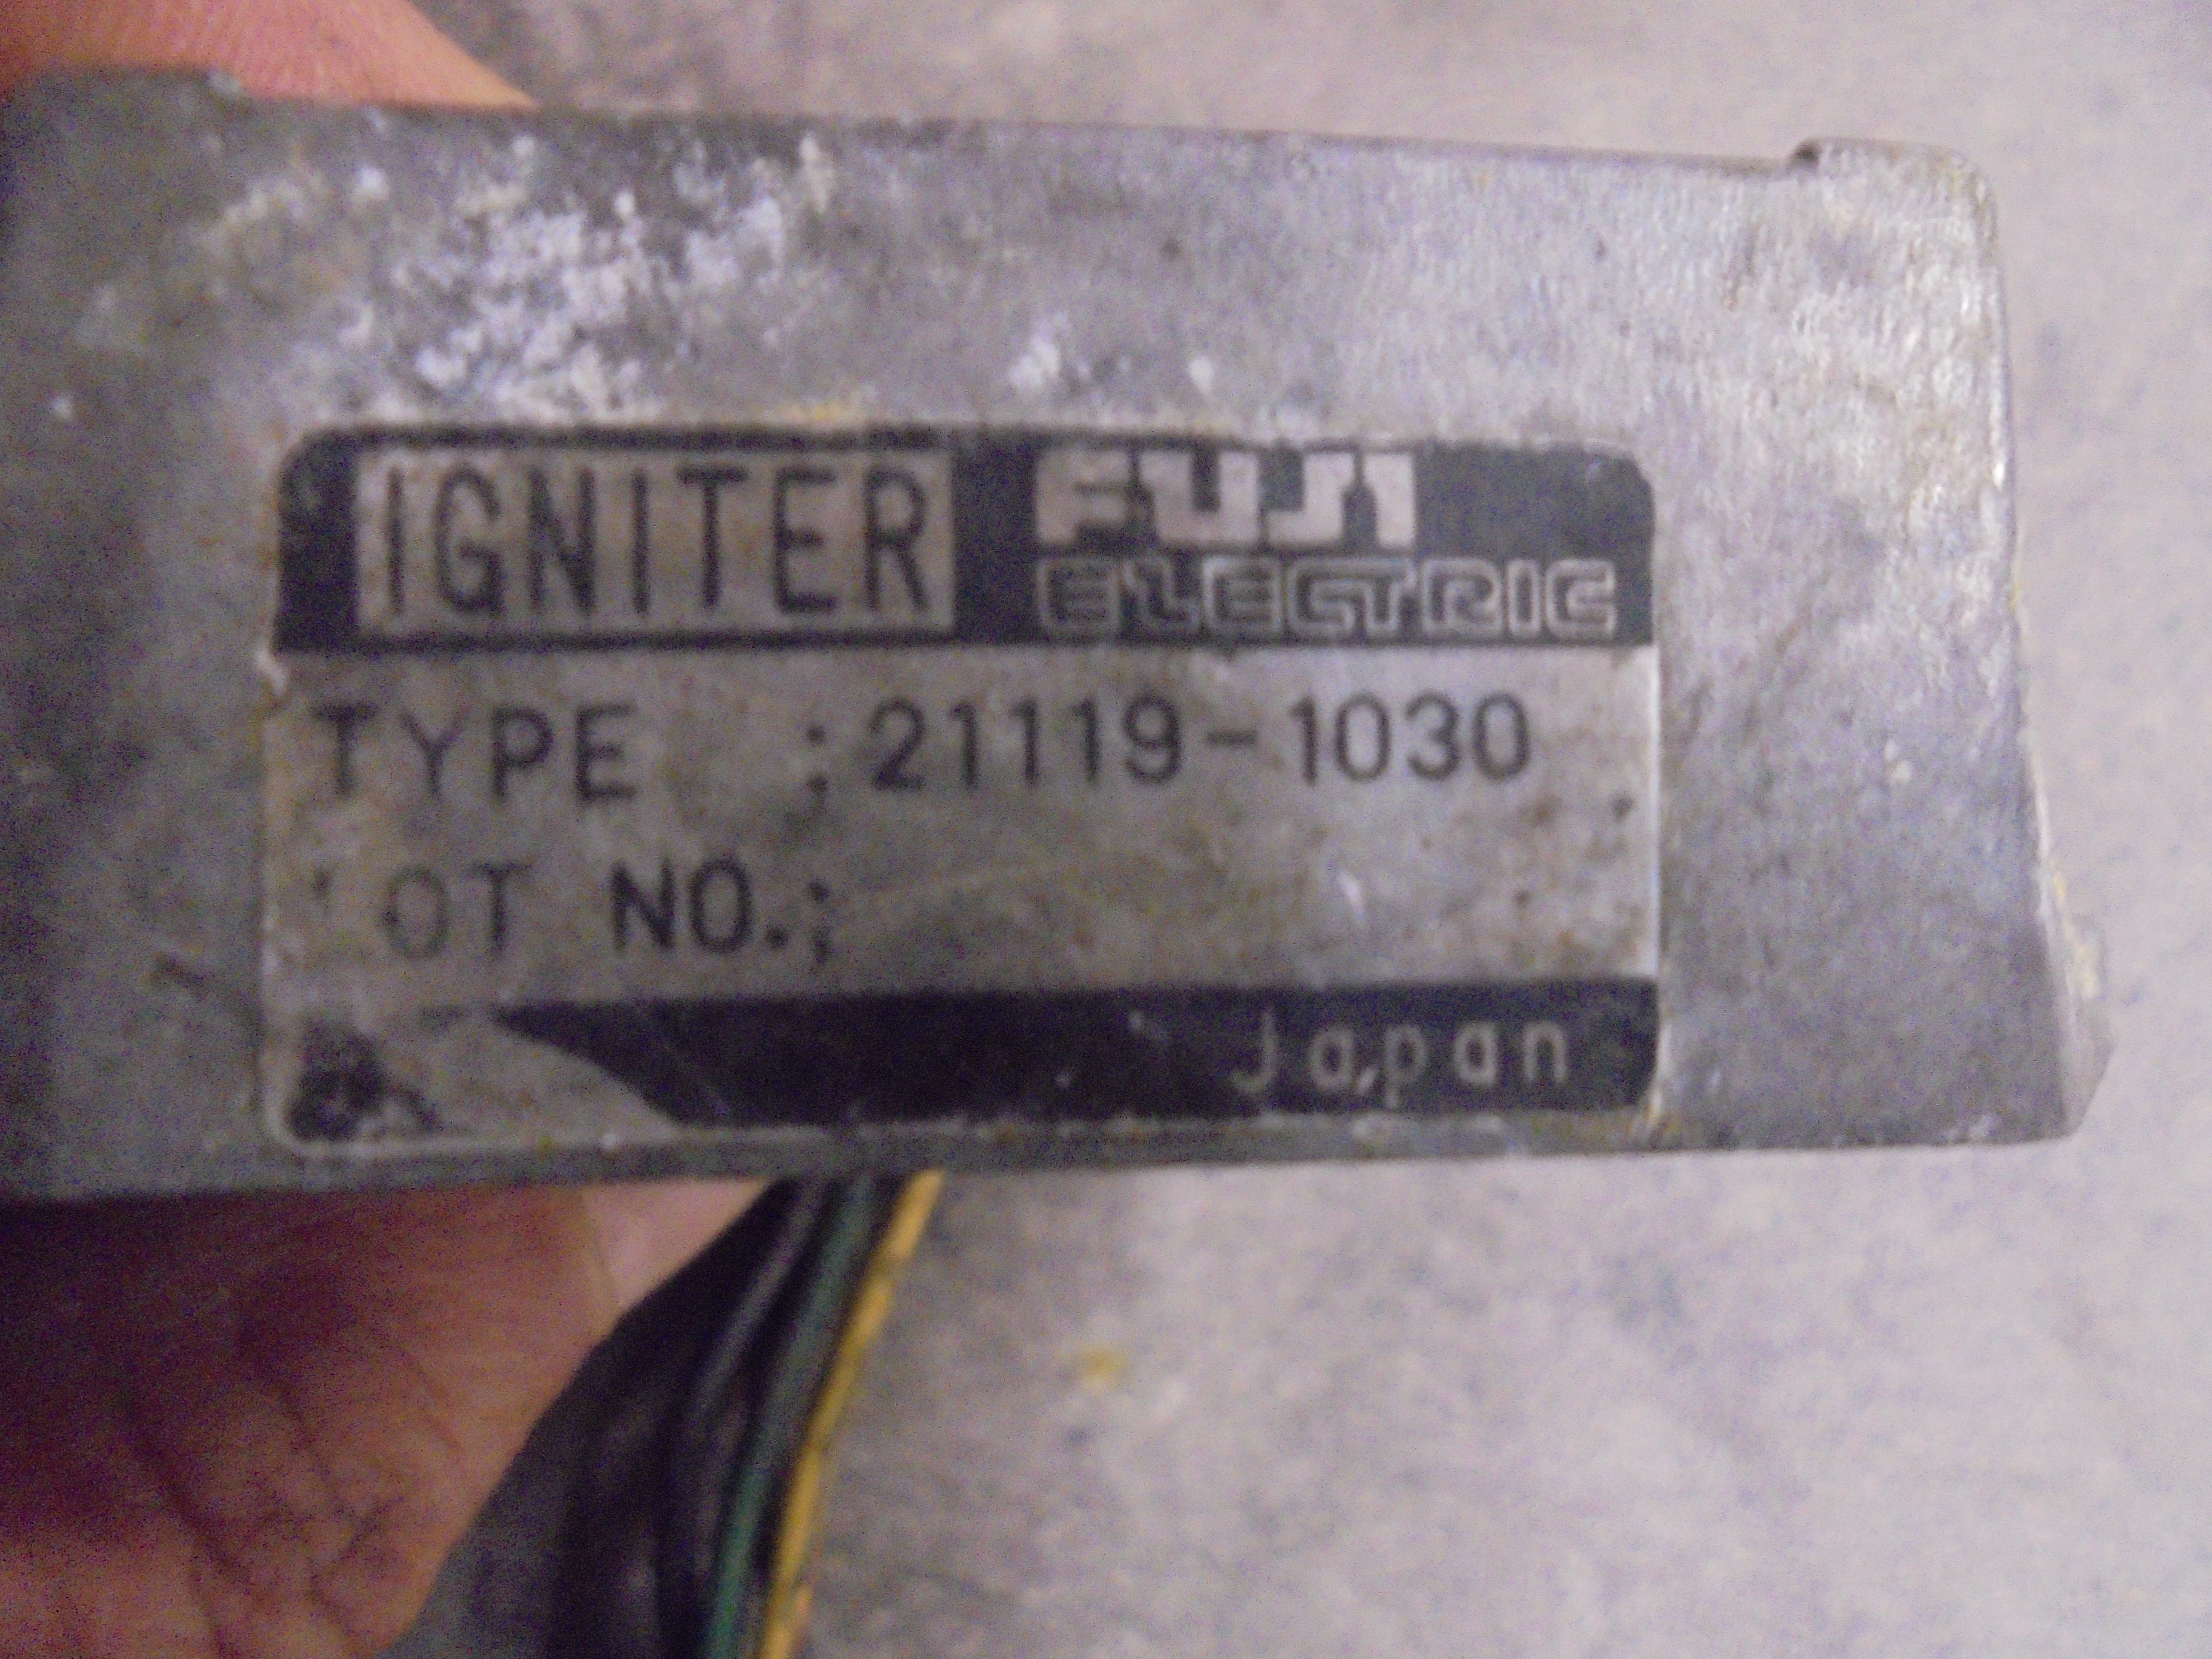 IGNITER FUJI
ELECTRIC
TYPE ; 21119-1030
OT NO.;
Japan